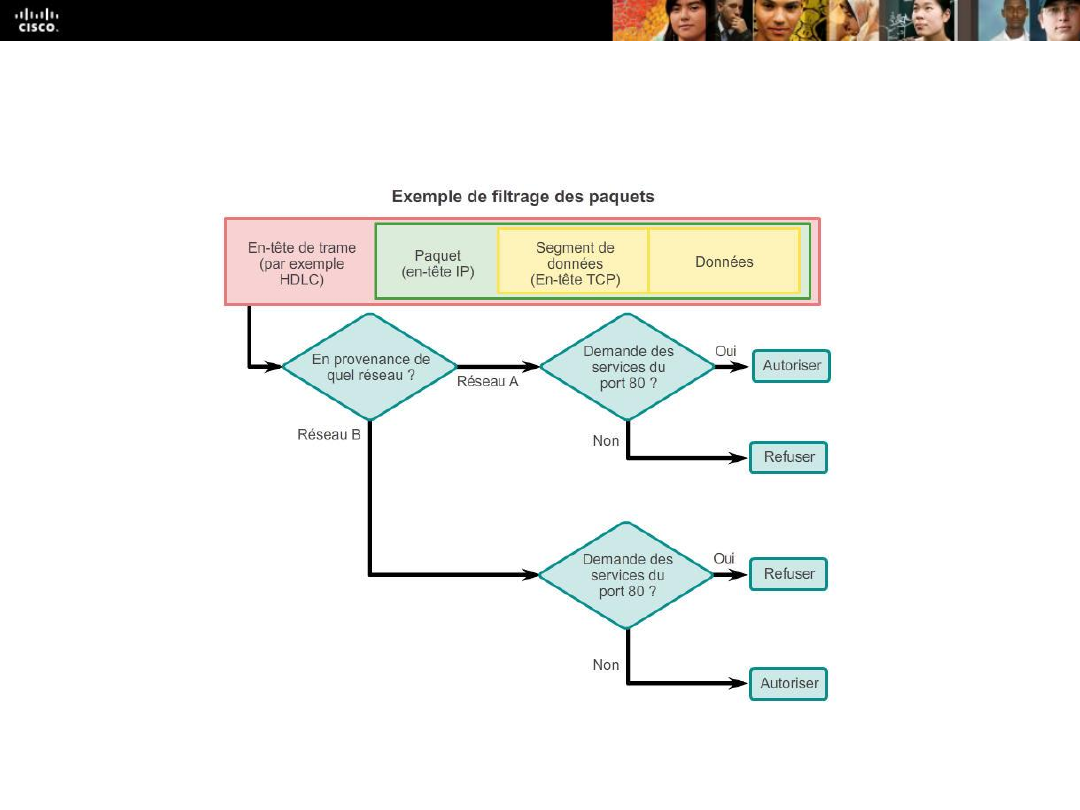 CISCO.
Exemple de filtrage des paquets
En-tête de trame
(par exemple
HDLC)
Paquet
(en-tête IP)
Segment de
données
(En-tête TCP)
Données
En provenance de
quel réseau ?
Réseau A
Demande des
services du
port 80 ?
Oui
Autoriser
Réseau B
Non
Refuser
Demande des
services du
port 80 ?
Oui
Refuser
Non
Autoriser